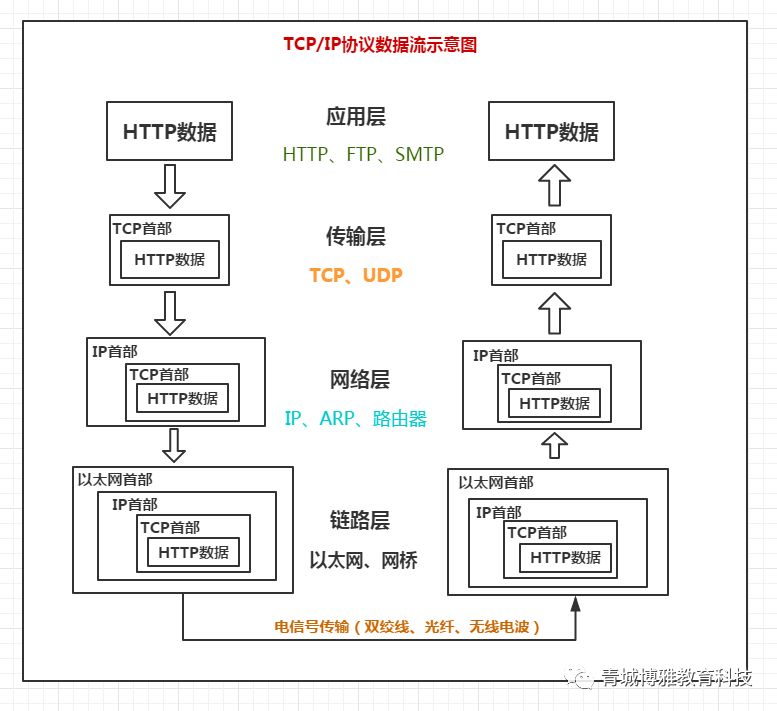 TCP/IP协议数据流示意图
HTTP数据
应用层
HTTP数据
HTTP、FTP、SMTP
TCP首部
HTTP数据
传输层
TCP、UDP
TCP首部
HTTP数据
IP首部
TCP首部
HTTP数据
网络层
IP、ARP、路由器
IP首部
TCP首部
HTTP数据
以太网首部
IP首部
TCP首部
HTTP数据
链路层
以太网、网桥
以太网首部
IP首部
TCP首部
HTTP数据
电信号传输（双绞线、光纤、无线电波）
青城博雅教育科技